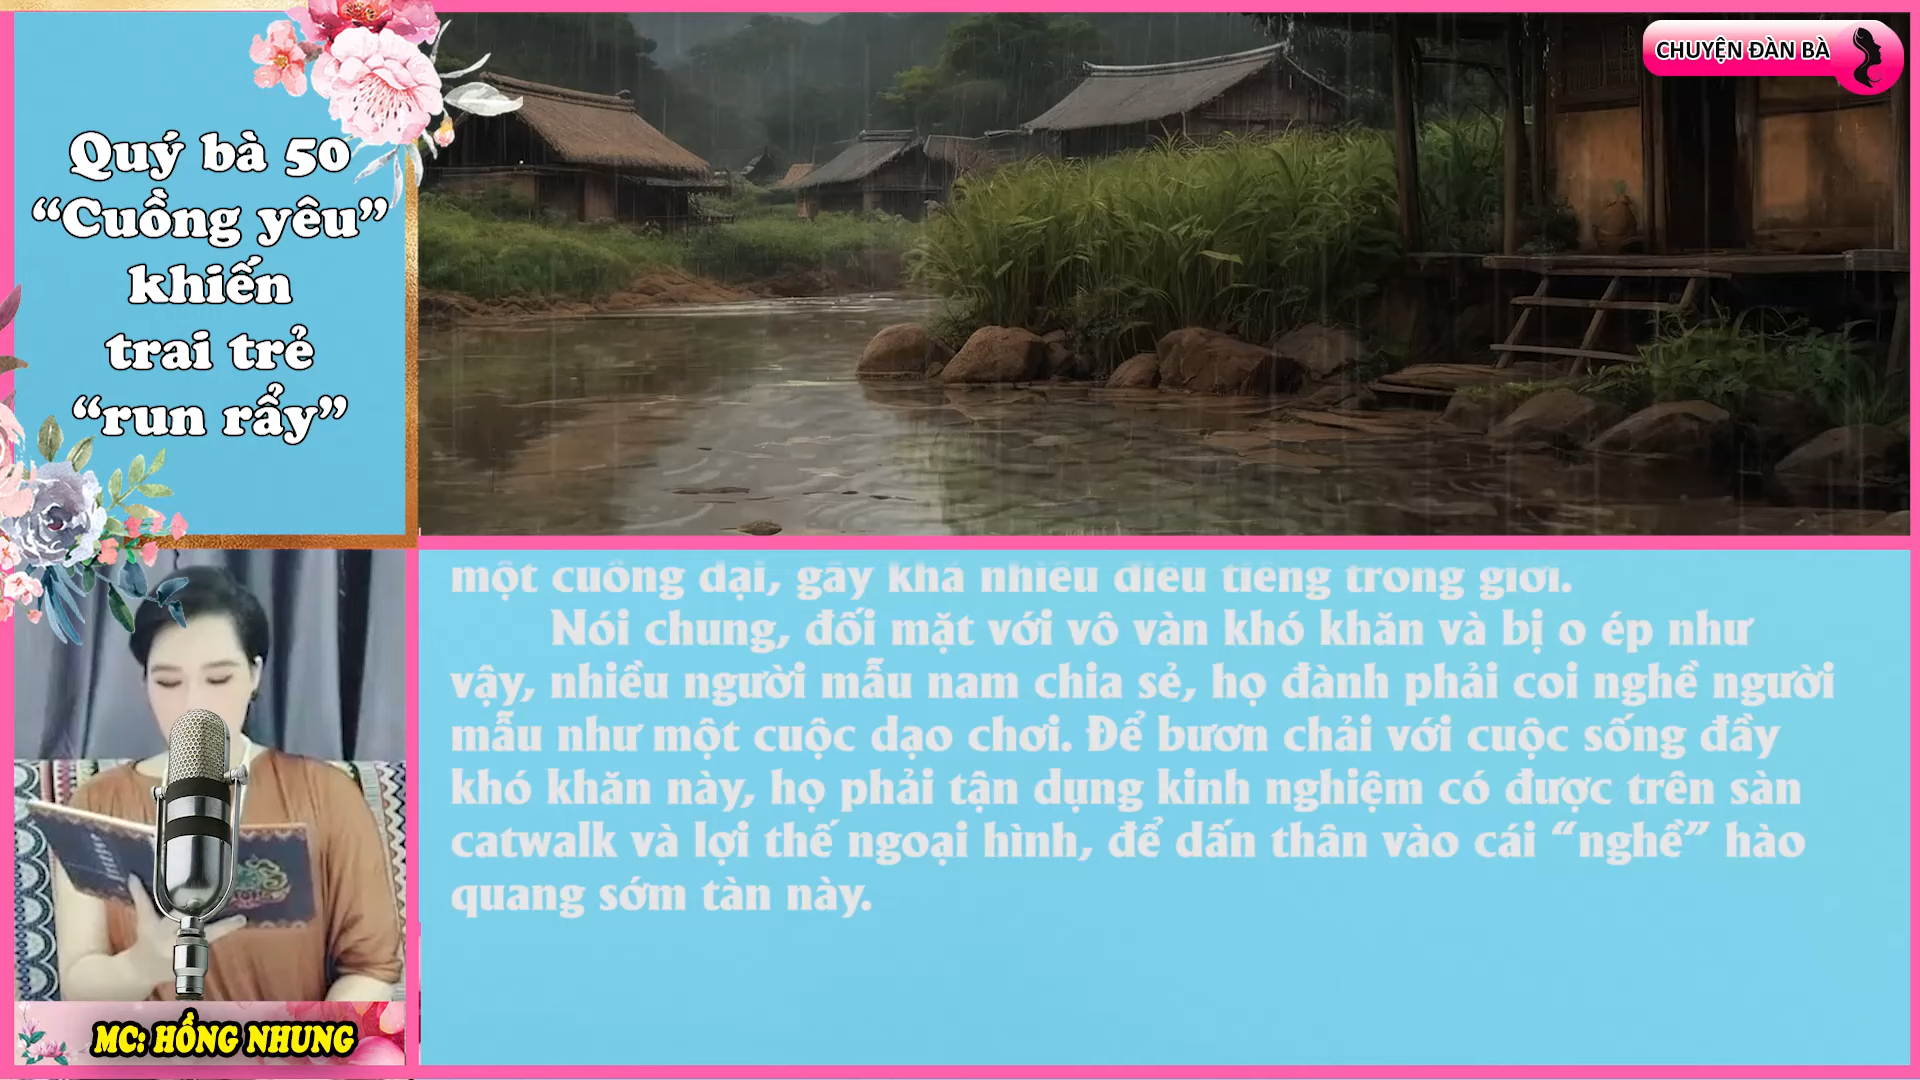 CHUYỆN ĐÀN BÀ
Quý bà 50
“Cuồng yêu”
khiến
trai trẻ
“run rẩy”
một cuồng dại, gây khá nhiều điều tiếng trong giới.
Nói chung, đối mặt với vô vàn khó khăn và bị o ép như
vậy, nhiều người mẫu nam chia sẻ, họ đành phải coi nghề người
mẫu như một cuộc dạo chơi. Để bươn chải với cuộc sống đầy
khó khăn này, họ phải tận dụng kinh nghiệm có được trên sàn
catwalk và lợi thế ngoại hình, để dấn thân vào cái “nghề” hào
quang sớm tàn này.
MC: HỒNG NHUNG